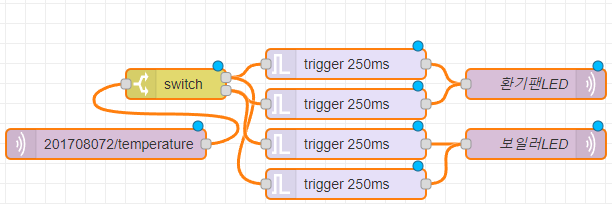 trigger 250ms
switch
환기팬LED
trigger 250ms
201708072/temperature
trigger 250ms
보일러LED
trigger 250ms